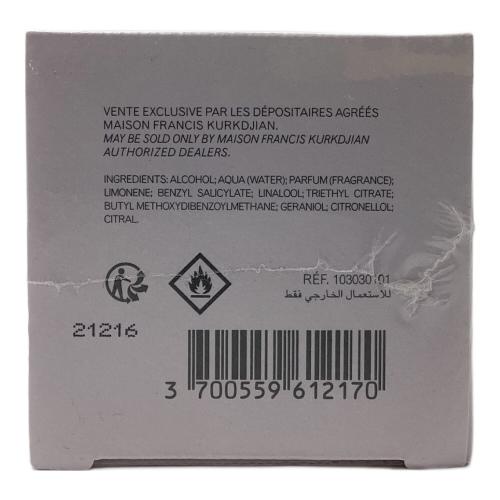 VENTE EXCLUSIVE PAR LES DÉPOSITAIRES AGRÉÉS
MAISON FRANCIS KURKDJIAN.
MAY BE SOLD ONLY BY MAISON FRANCIS KURKDJIAN
AUTHORIZED DEALERS.
INGREDIENTS: ALCOHOL; AQUA (WATER); PARFUM (FRAGRANCE);
LIMONENE; BENZYL SALICYLATE; LINALOOL; TRIETHYL CITRATE;
BUTYL METHOXYDIBENZOYLMETHANE; GERANIOL; CITRONELLOL;
CITRAL.
RÉF. 103030101
للاستعمال الخارجي فقط
21216
3 700559 612170